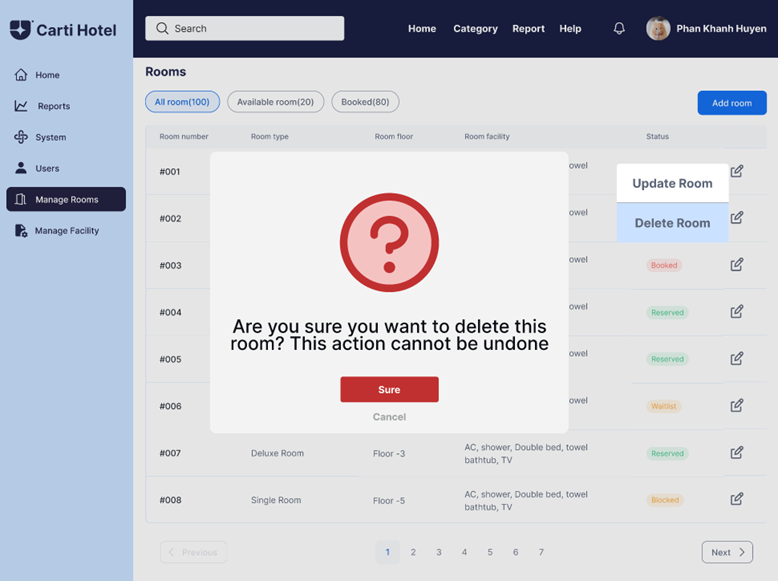 Carti Hotel
Search
Home Category Report Help
Phan Khanh Huyen
Home
Reports
System
Users
Manage Rooms
Manage Facility
Rooms
All room(100) Available room(20) Booked(80)
Add room
Room number Room type Room floor Room facility Status
#001 owel
Update Room
#002 owel
Delete Room
#003 owel Booked
#004 owel Reserved
#005 owel Reserved
#006 owel Waitlist
?
Are you sure you want to delete this
room? This action cannot be undone
Sure
Cancel
#007 Deluxe Room Floor -3 AC, shower, Double bed, towel
bathtub, TV Reserved
#008 Single Room Floor -5 AC, shower, Double bed, towel
bathtub, TV Blocked
Previous 1 2 3 4 5 6 7 Next